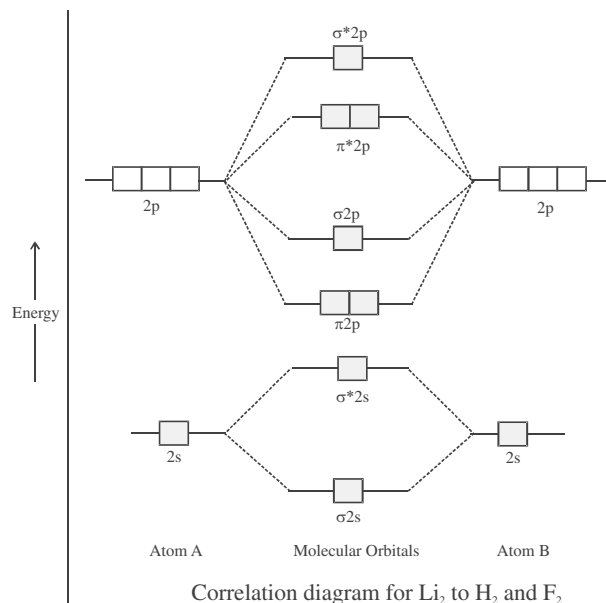 σ*2p
π*2p
2p
σ2p
2p
Energy
π2p
σ*2s
2s
2s
σ2s
Atom A Molecular Orbitals Atom B
Correlation diagram for Li₂ to H₂ and F₂